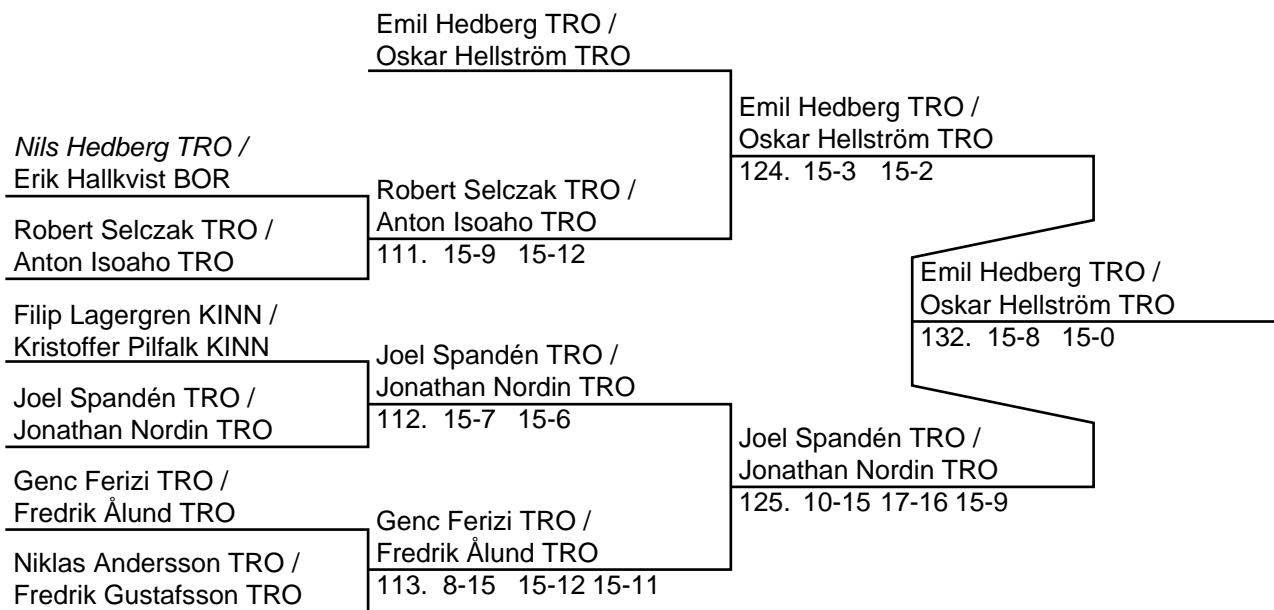 Emil Hedberg TRO /
Oskar Hellström TRO
Nils Hedberg TRO /
Erik Hallkvist BOR
Robert Selczak TRO /
Anton Isoaho TRO
Filip Lagergren KINN /
Kristoffer Pilfalk KINN
Joel Spandén TRO /
Jonathan Nordin TRO
Genc Ferizi TRO /
Fredrik Ålund TRO
Niklas Andersson TRO /
Fredrik Gustafsson TRO
Robert Selczak TRO /
Anton Isoaho TRO
111. 15-9 15-12
Joel Spandén TRO /
Jonathan Nordin TRO
112. 15-7 15-6
Genc Ferizi TRO /
Fredrik Ålund TRO
113. 8-15 15-12 15-11
Emil Hedberg TRO /
Oskar Hellström TRO
124. 15-3 15-2
Joel Spandén TRO /
Jonathan Nordin TRO
125. 10-15 17-16 15-9
Emil Hedberg TRO /
Oskar Hellström TRO
132. 15-8 15-0